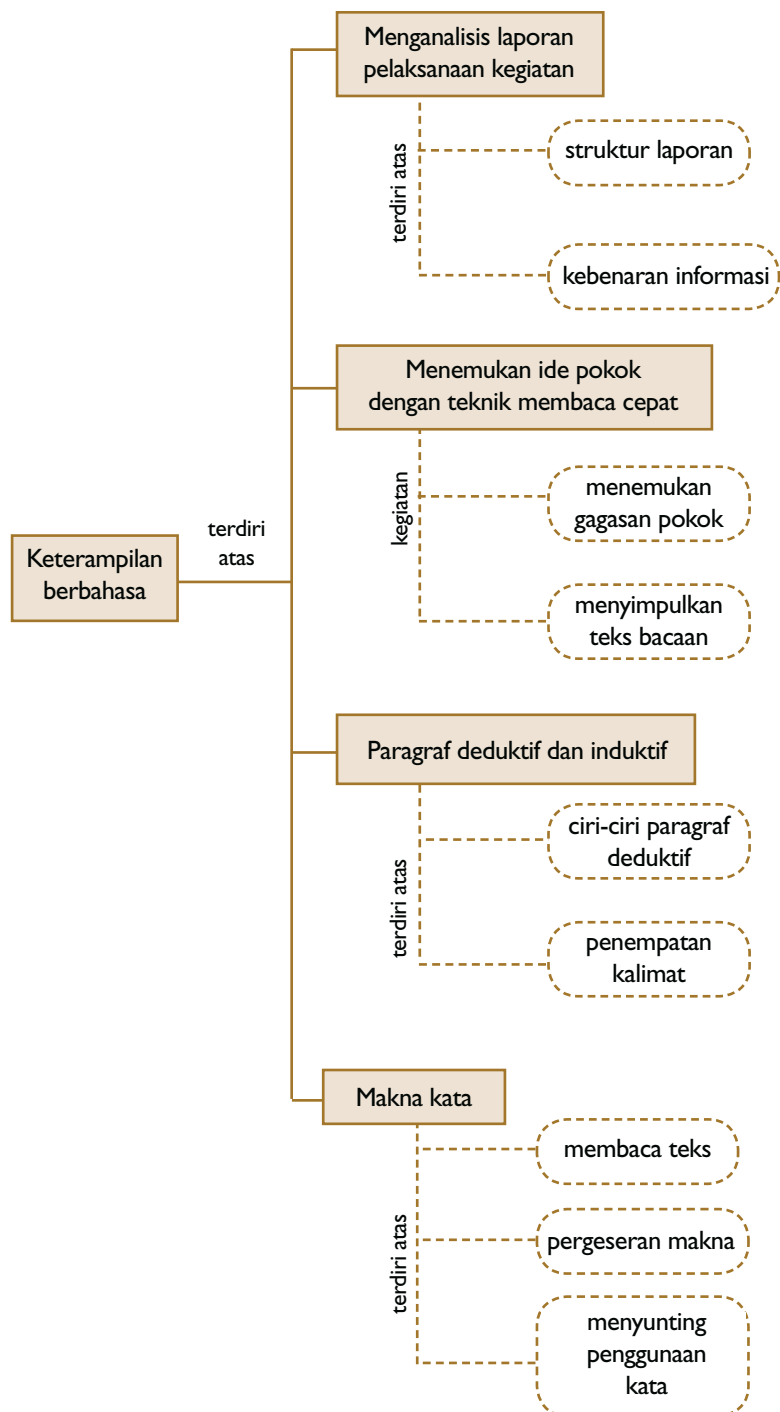 Menganalisis laporan
pelaksanaan kegiatan
terdiri atas
struktur laporan
kebenaran informasi
Menemukan ide pokok
dengan teknik membaca cepat
kegiatan
menemukan
gagasan pokok
menyimpulkan
teks bacaan
Keterampilan
berbahasa
terdiri
atas
Paragraf deduktif dan induktif
terdiri atas
ciri-ciri paragraf
deduktif
penempatan
kalimat
Makna kata
terdiri atas
membaca teks
pergeseran makna
menyunting
penggunaan
kata